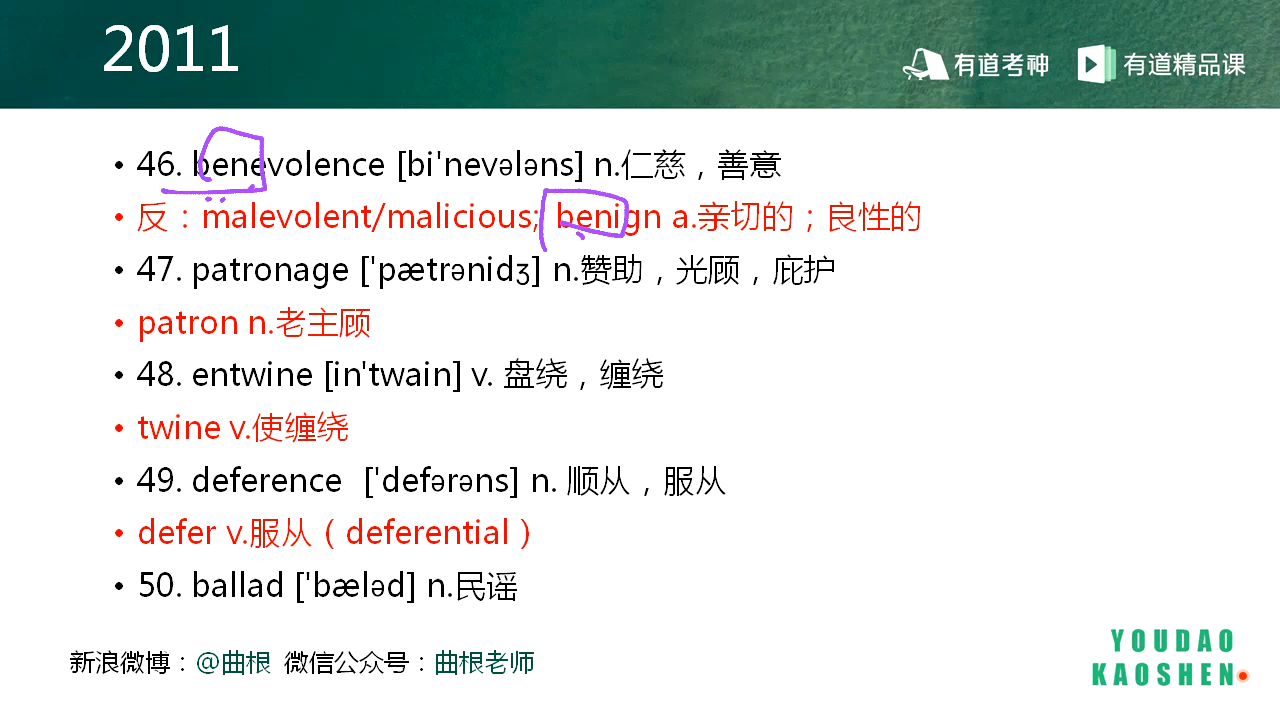 2011
有道考神 有道精品课
• 46. benevolence [bi'nevələns] n.仁慈，善意
• 反：malevolent/malicious; benign a.亲切的；良性的
• 47. patronage ['pætrənidʒ] n.赞助，光顾，庇护
• patron n.老主顾
• 48. entwine [in'twain] v. 盘绕，缠绕
• twine v.使缠绕
• 49. deference ['defərəns] n. 顺从，服从
• defer v.服从（deferential）
• 50. ballad ['bæləd] n.民谣
新浪微博：@曲根 微信公众号：曲根老师
YOUDAO
KAOSHEN